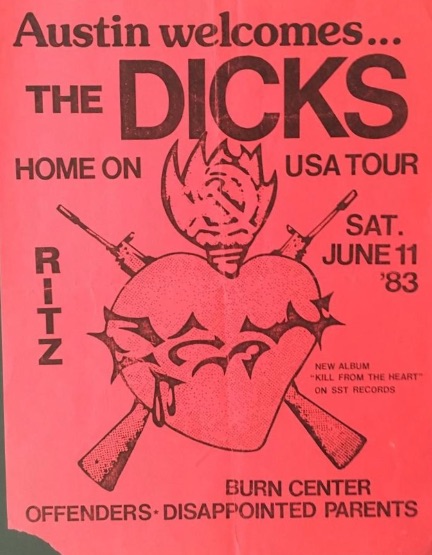 Austin welcomes...
THE DICKS
HOME ON USA TOUR
SAT.
JUNE 11
'83
RITZ
NEW ALBUM
"KILL FROM THE HEART"
ON SST RECORDS
BURN CENTER
OFFENDERS · DISAPPOINTED PARENTS